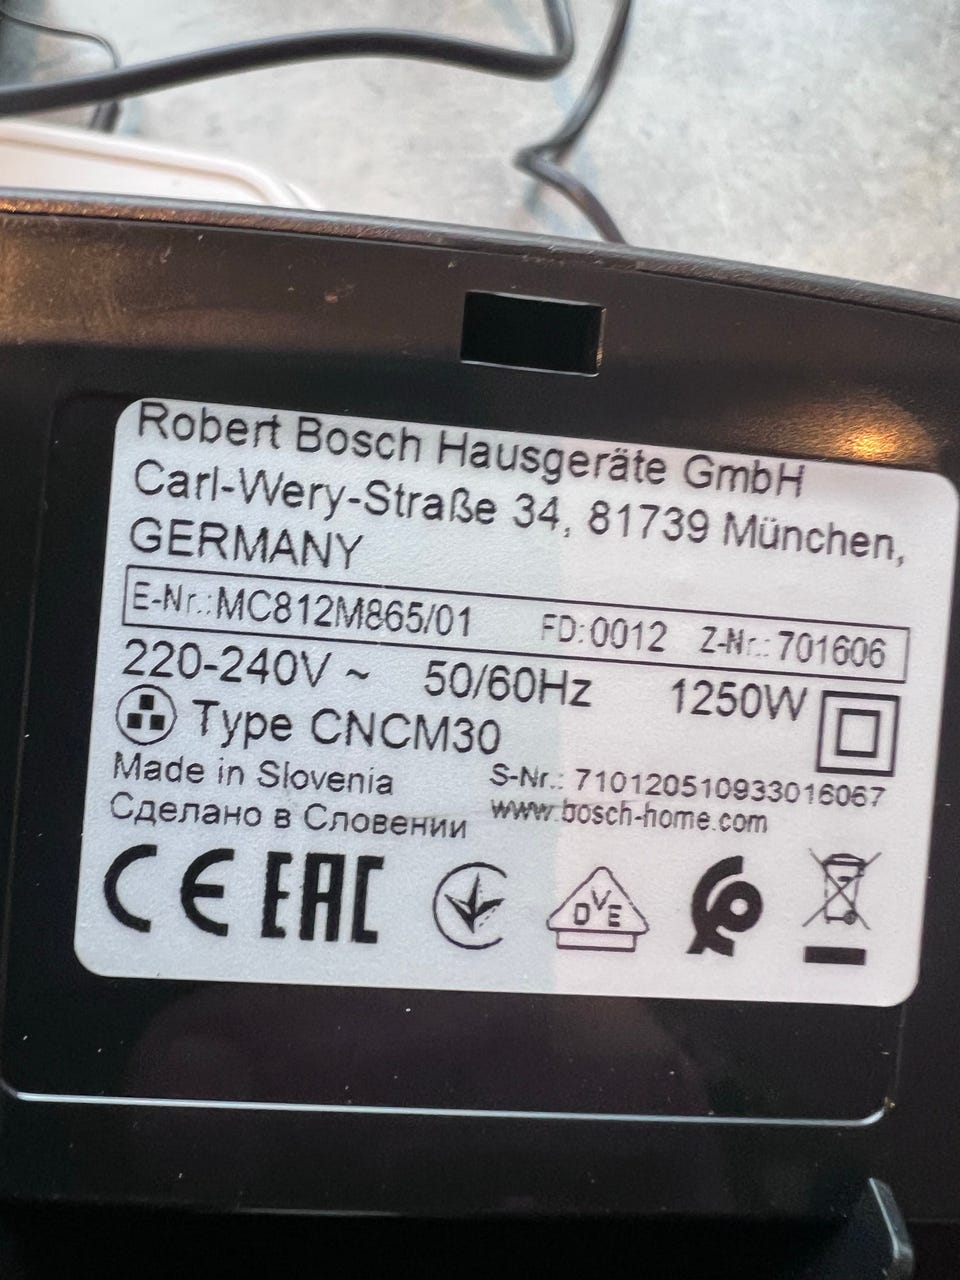 Robert Bosch Hausgeräte GmbH
Carl-Wery-Straße 34, 81739 München,
GERMANY
E-Nr.:MC812M865/01 FD:0012 Z-Nr.:701606
220-240V ~ 50/60Hz 1250W
Type CNCM30
Made in Slovenia
Сделано в Словении
S-Nr.: 710120510933016067
www.bosch-home.com
CE EAC DVE